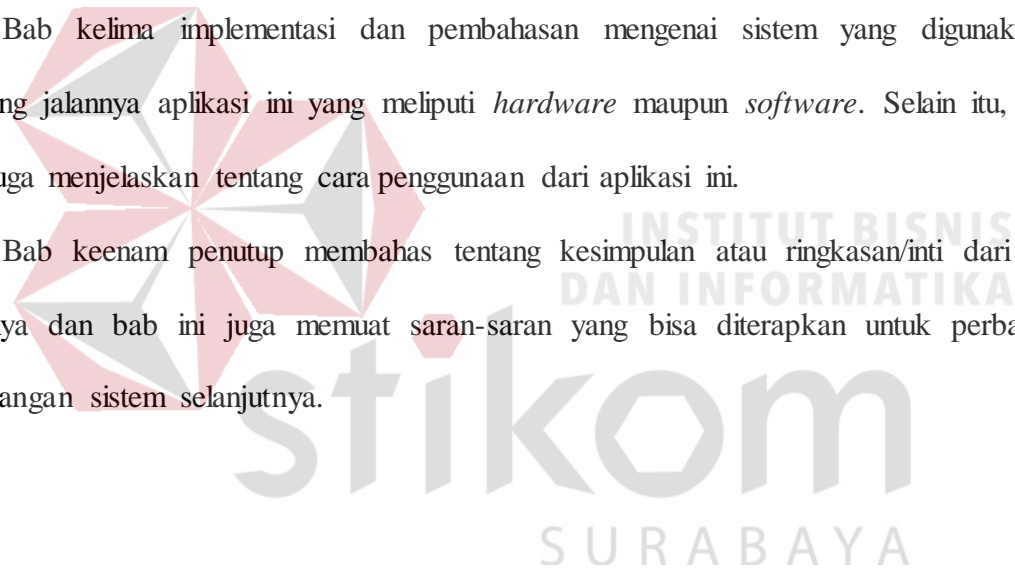 Bab kelima implementasi dan pembahasan mengenai sistem yang digunak
ng jalannya aplikasi ini yang meliputi hardware maupun software. Selain itu,
uga menjelaskan tentang cara penggunaan dari aplikasi ini.
INSTITUT BISNIS
Bab keenam penutup membahas tentang kesimpulan atau ringkasan/inti dari
DAN INFORMATIKA
ya dan bab ini juga memuat saran-saran yang bisa diterapkan untuk perba
angan sistem selanjutnya.
stikom
SURABAYA